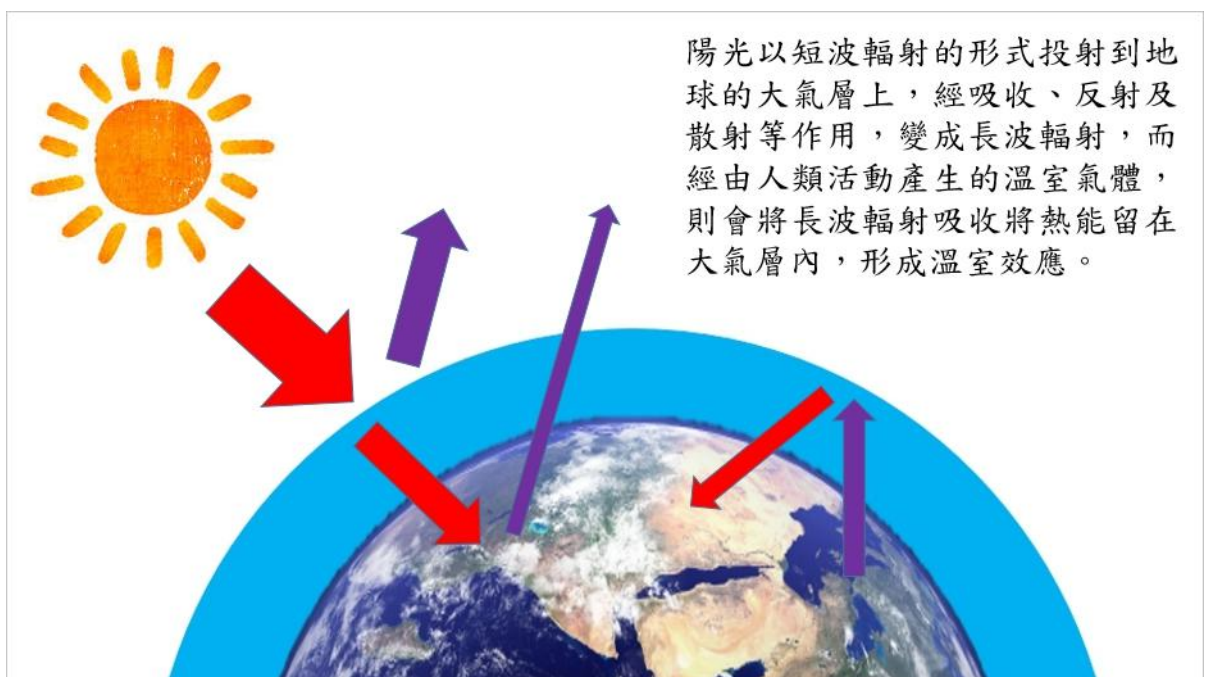 陽光以短波輻射的形式投射到地
球的大氣層上，經吸收、反射及
散射等作用，變成長波輻射，而
經由人類活動產生的溫室氣體，
則會將長波輻射吸收將熱能留在
大氣層內，形成溫室效應。